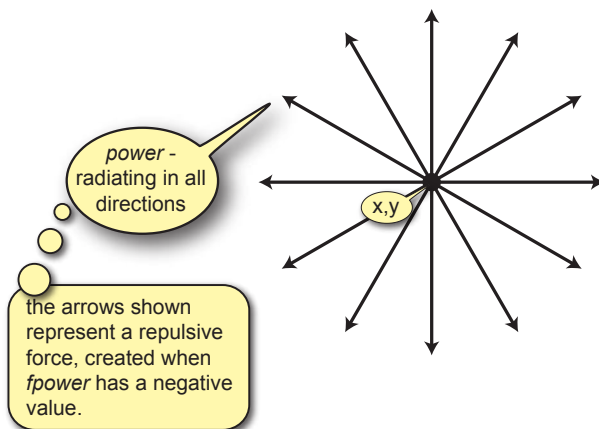 power -
radiating in all
directions
x,y
the arrows shown
represent a repulsive
force, created when
fpower has a negative
value.